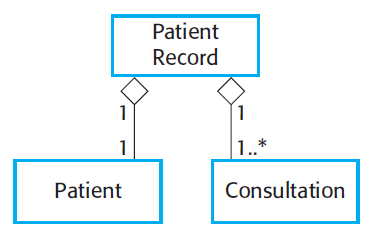 Patient
Record
1
1
1
1..*
Patient
Consultation